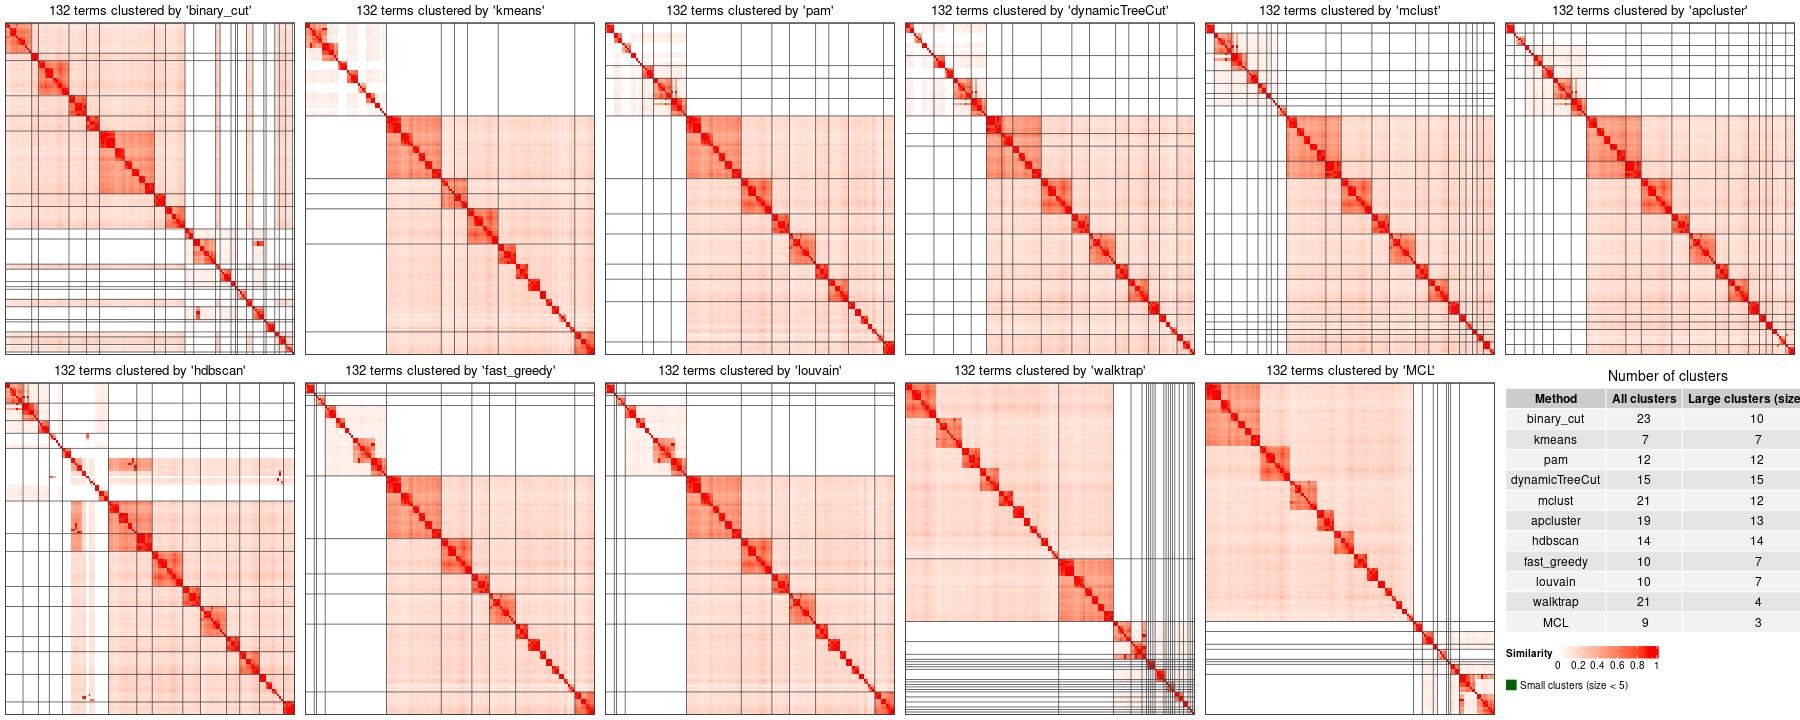 132 terms clustered by 'binary_cut'
132 terms clustered by 'kmeans'
132 terms clustered by 'pam'
132 terms clustered by 'dynamicTreeCut'
132 terms clustered by 'mclust'
132 terms clustered by 'apcluster'
132 terms clustered by 'hdbscan'
132 terms clustered by 'fast_greedy'
132 terms clustered by 'louvain'
132 terms clustered by 'walktrap'
132 terms clustered by 'MCL'
Number of clusters
Method All clusters Large clusters (size
binary_cut 23 10
kmeans 7 7
pam 12 12
dynamicTreeCut 15 15
mclust 21 12
apcluster 19 13
hdbscan 14 14
fast_greedy 10 7
louvain 10 7
walktrap 21 4
MCL 9 3
Similarity
0 0.2 0.4 0.6 0.8 1
Small clusters (size < 5)